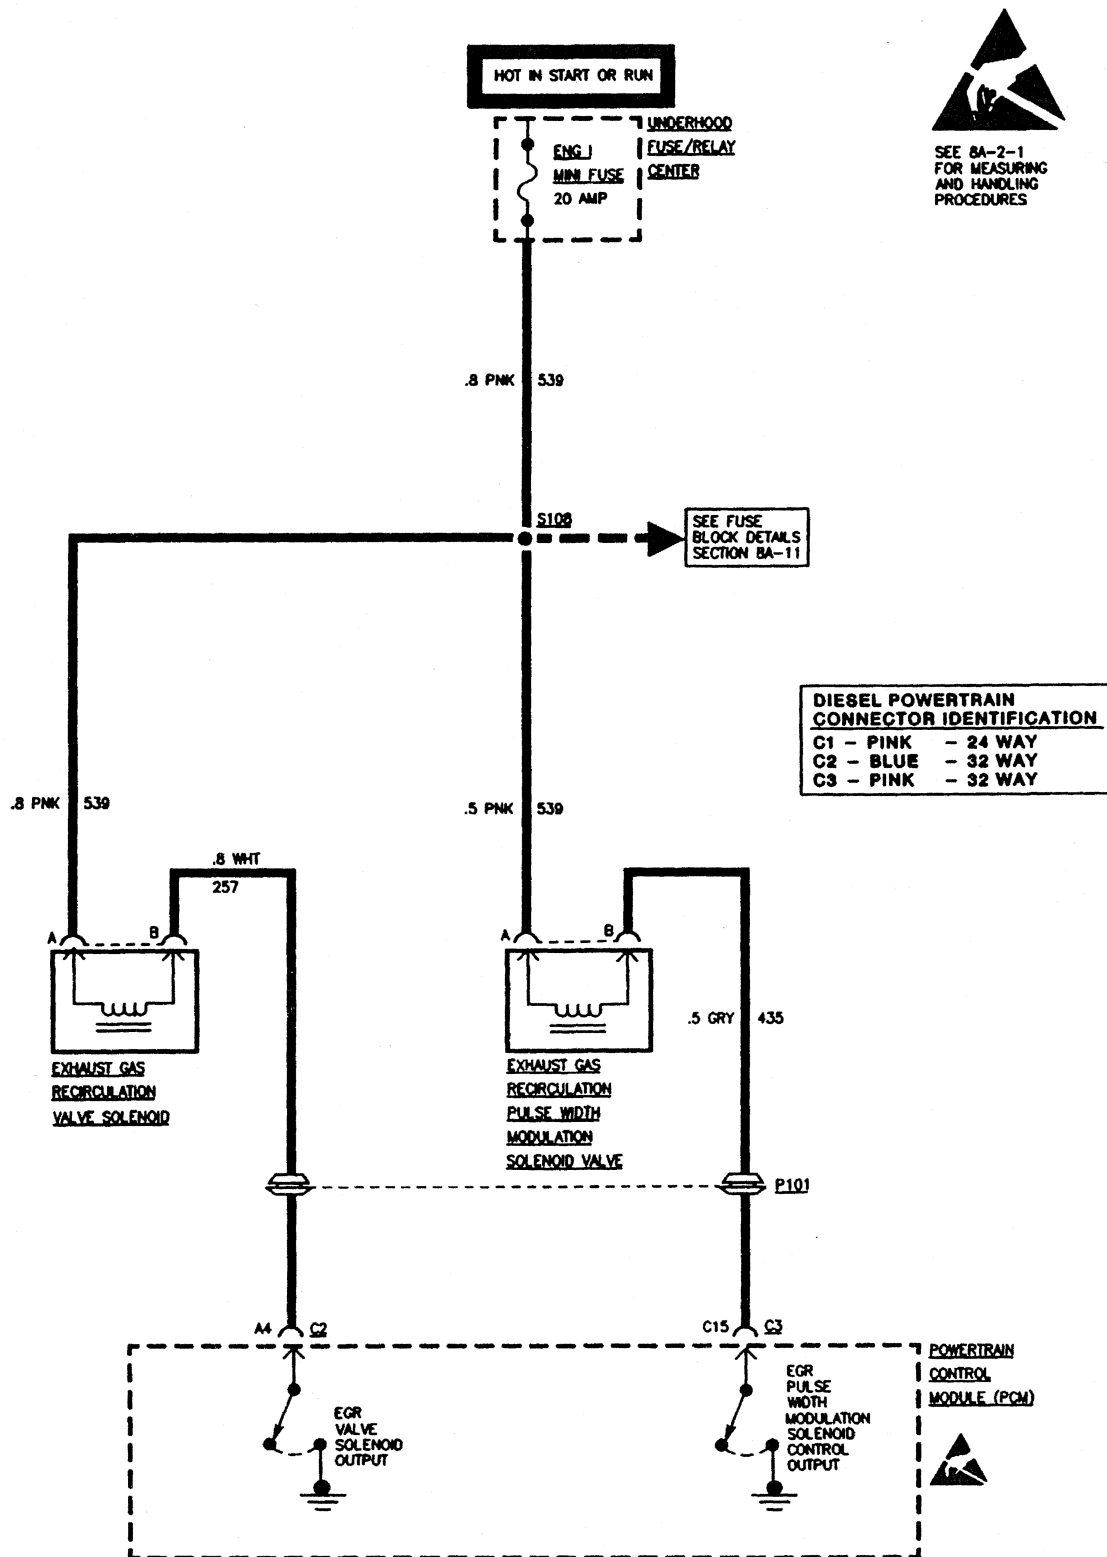 HOT IN START OR RUN
UNDERHOOD
FUSE/RELAY
CENTER
ENG I
MINI FUSE
20 AMP
SEE 8A-2-1
FOR MEASURING
AND HANDLING
PROCEDURES
.8 PNK 539
S108
SEE FUSE
BLOCK DETAILS
SECTION 8A-11
DIESEL POWERTRAIN
CONNECTOR IDENTIFICATION
C1 - PINK - 24 WAY
C2 - BLUE - 32 WAY
C3 - PINK - 32 WAY
.8 PNK 539
.5 PNK 539
.8 WHT
257
A B
A B
.5 GRY 435
EXHAUST GAS
RECIRCULATION
VALVE SOLENOID
EXHAUST GAS
RECIRCULATION
PULSE WIDTH
MODULATION
SOLENOID VALVE
P101
A4 C2
C15 C3
POWERTRAIN
CONTROL
MODULE (PCM)
EGR
VALVE
SOLENOID
OUTPUT
EGR
PULSE
WIDTH
MODULATION
SOLENOID
CONTROL
OUTPUT